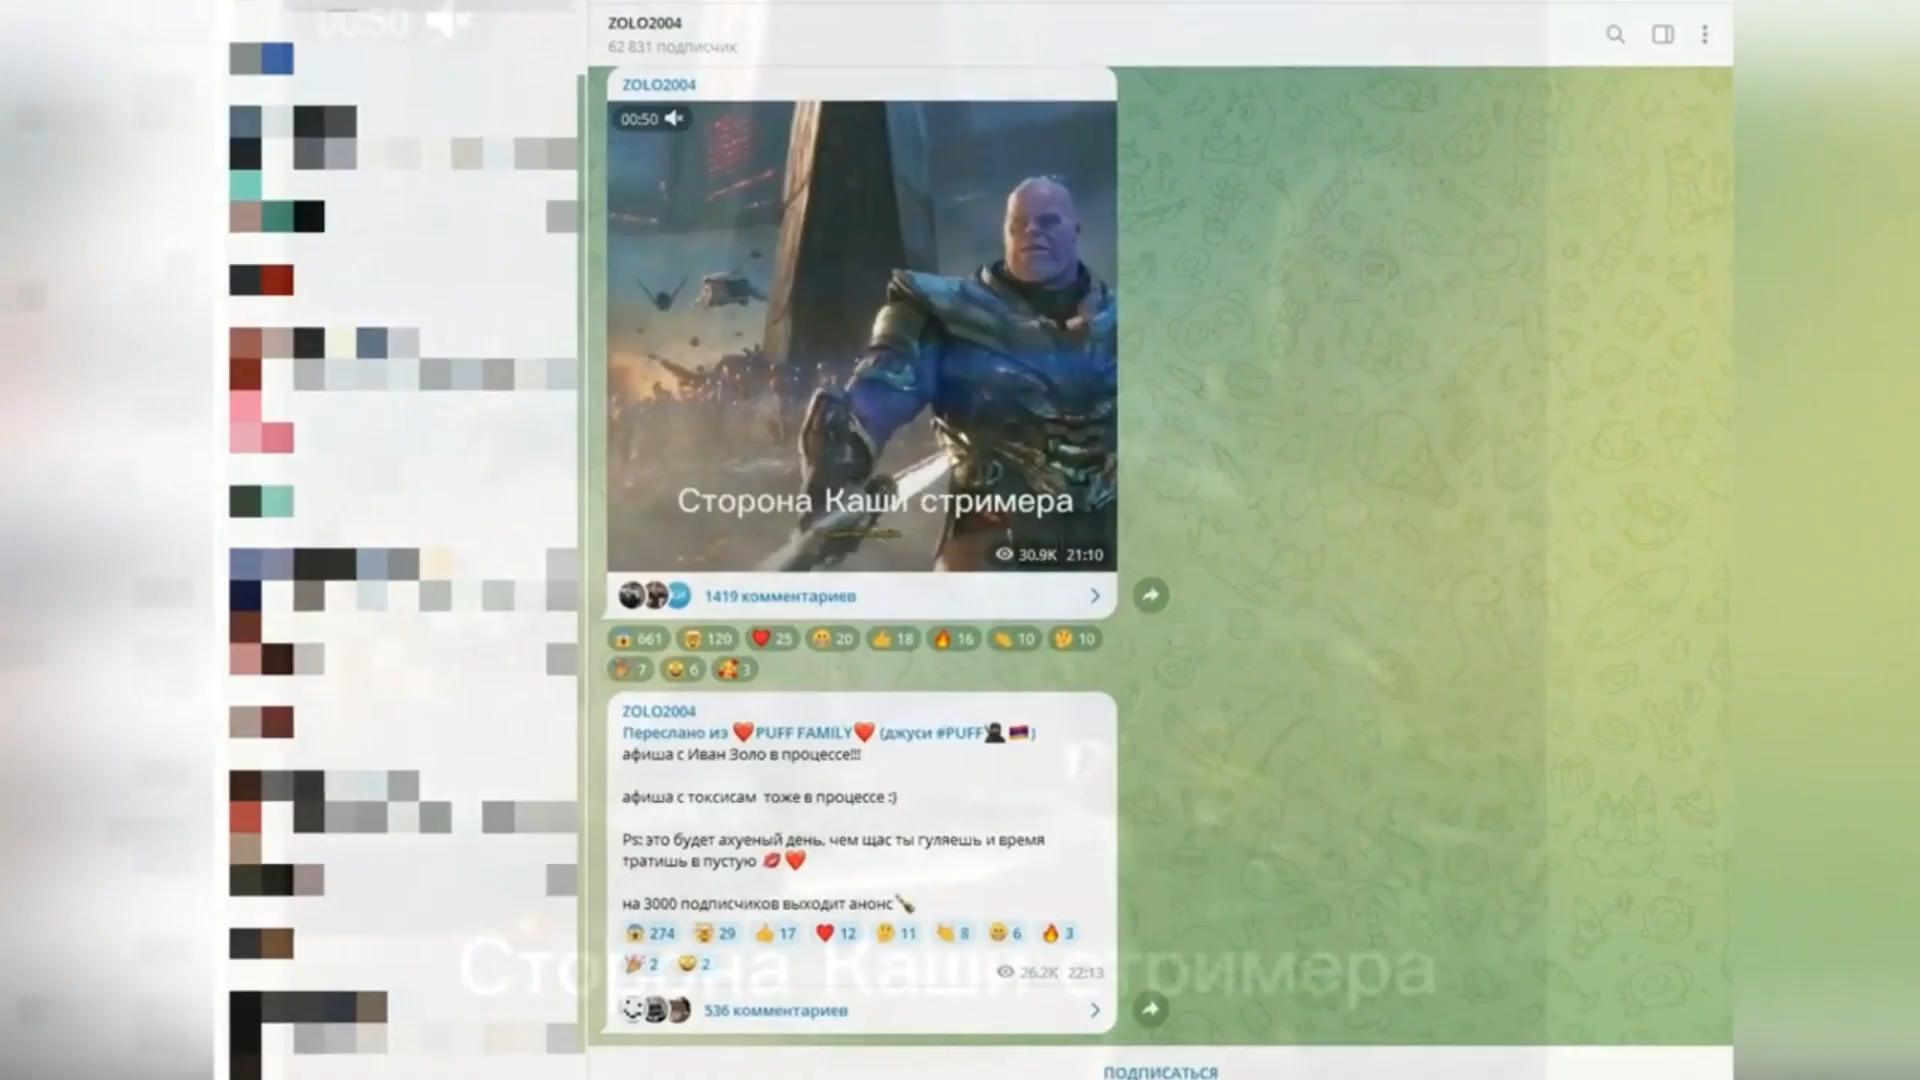 00:50
ZOLO2004
62 831 подписчик
ZOLO2004
00:50
Сторона Каши стримера
30.9K 21:10
1419 комментариев
661 120 25 20 18 16 10 10
7 6 3
ZOLO2004
Переслано из ❤️PUFF FAMILY❤️ (джуси #PUFF🥷🏿🇦🇲)
афиша с Иван Золо в процессе!!!
афиша с токсисам тоже в процессе :)
Ps: это будет ахуеный день, чем щас ты гуляешь и время
тратишь в пустую 💋❤️
на 3000 подписчиков выходит анонс🍾
274 29 17 12 11 8 6 3
2 2
26.2K 22:13
Сторона Каши стримера
536 комментариев
ПОДПИСАТЬСЯ